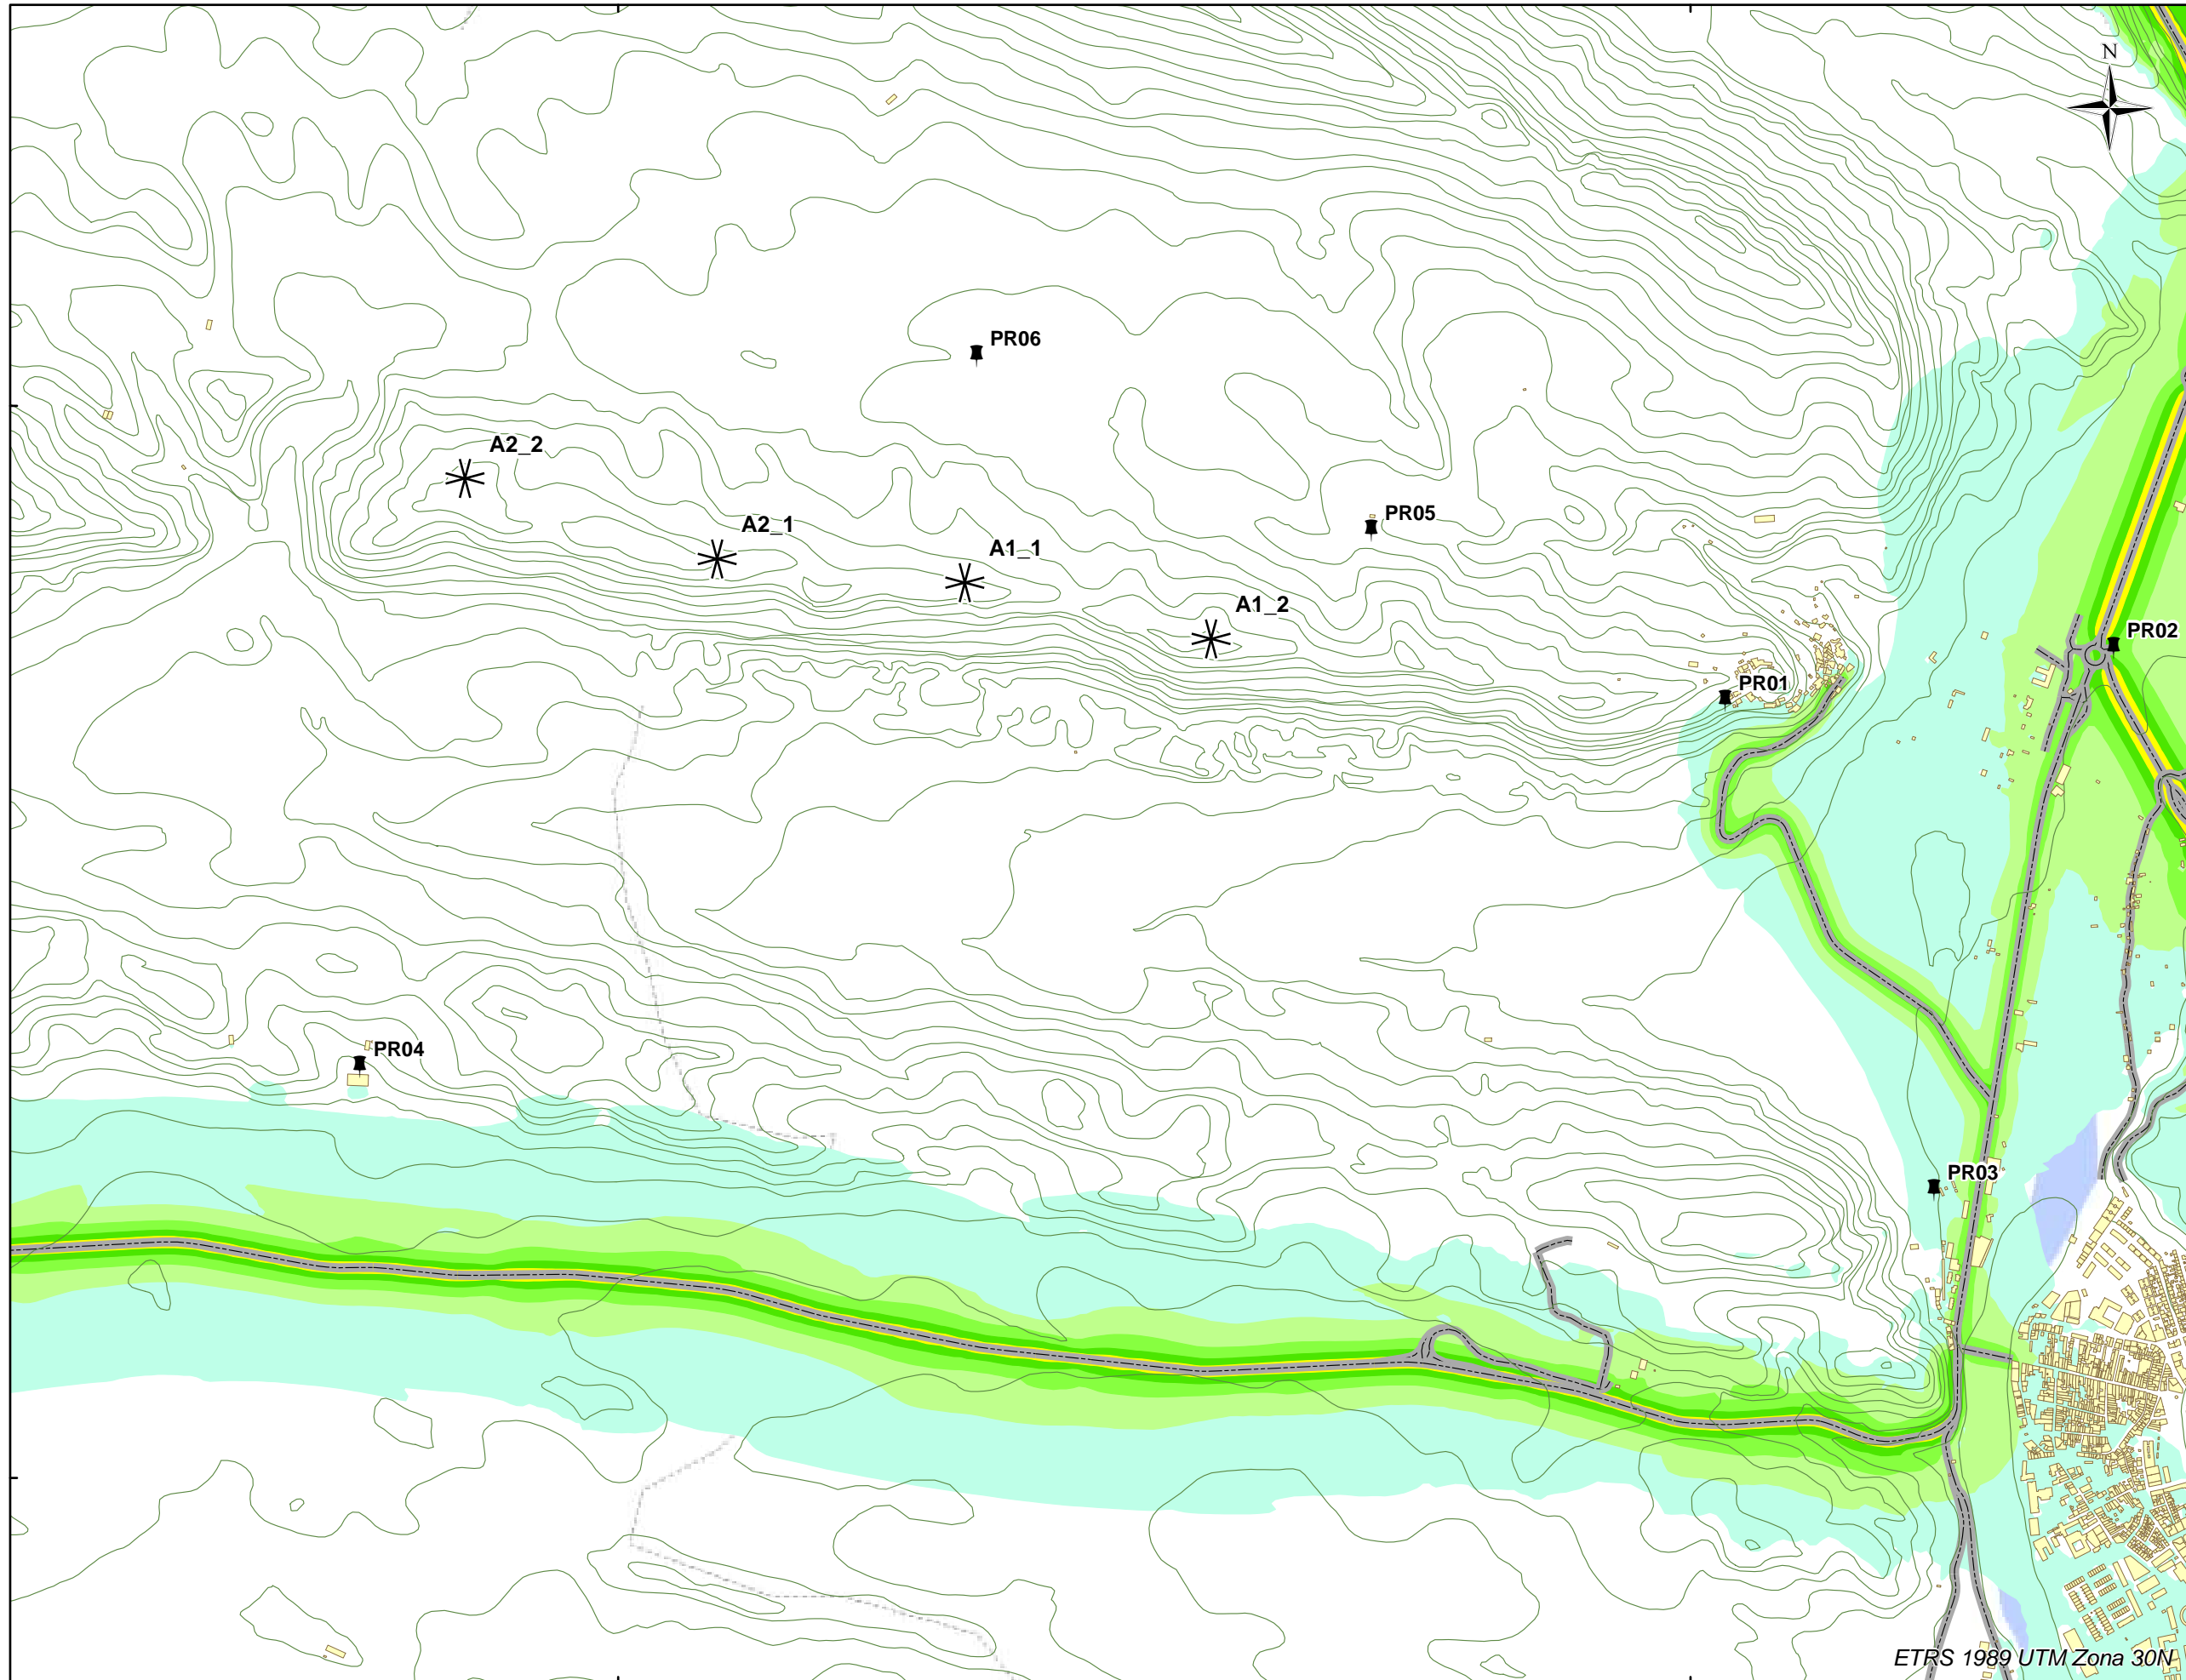 N
PR06
A2_2
PR05
A2_1
A1_1
A1_2
PR02
PR01
PR04
PR03
ETRS 1989 UTM Zona 30N